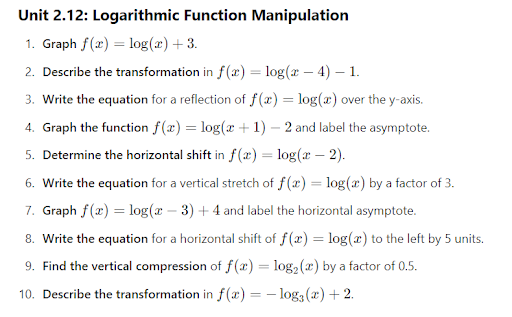 Unit 2.12: Logarithmic Function Manipulation
1. Graph f(x) = log(x) + 3.
2. Describe the transformation in f(x) = log(x − 4) − 1.
3. Write the equation for a reflection of f(x) = log(x) over the y-axis.
4. Graph the function f(x) = log(x + 1) − 2 and label the asymptote.
5. Determine the horizontal shift in f(x) = log(x − 2).
6. Write the equation for a vertical stretch of f(x) = log(x) by a factor of 3.
7. Graph f(x) = log(x − 3) + 4 and label the horizontal asymptote.
8. Write the equation for a horizontal shift of f(x) = log(x) to the left by 5 units.
9. Find the vertical compression of f(x) = log₂(x) by a factor of 0.5.
10. Describe the transformation in f(x) = − log₃(x) + 2.